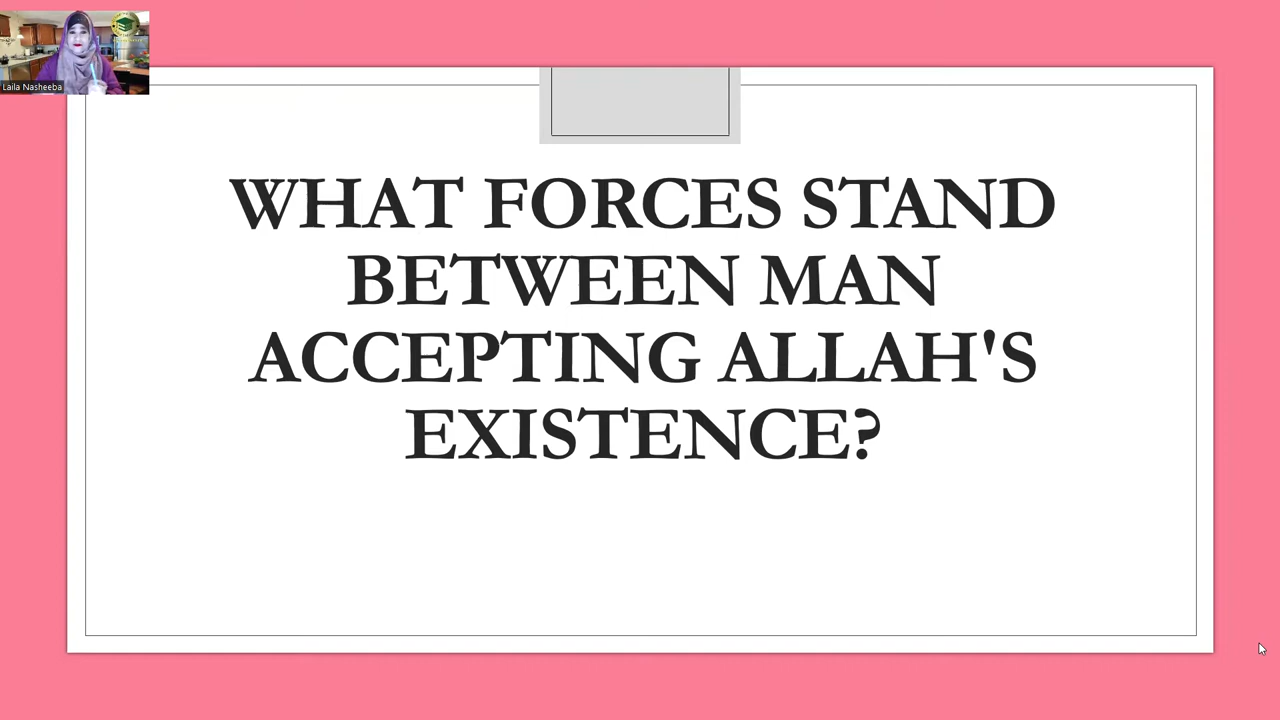 Laila Nasheeba
WHAT FORCES STAND
BETWEEN MAN
ACCEPTING ALLAH'S
EXISTENCE?